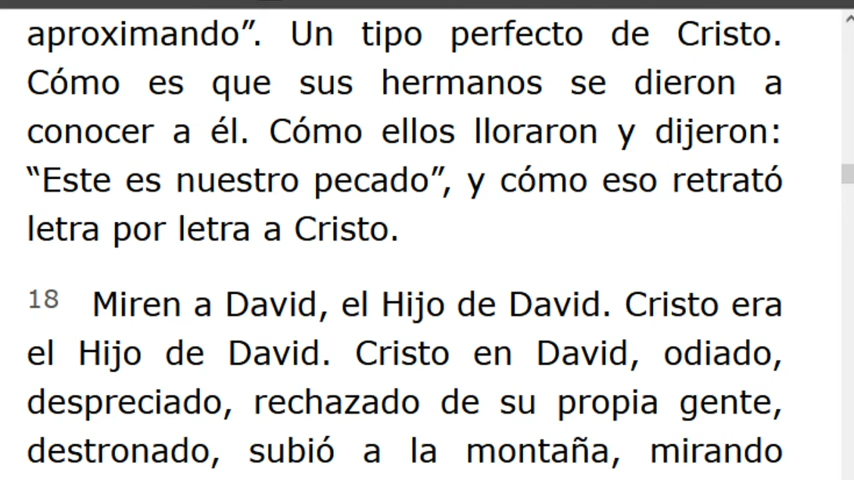 aproximando”. Un tipo perfecto de Cristo.
Cómo es que sus hermanos se dieron a
conocer a él. Cómo ellos lloraron y dijeron:
“Este es nuestro pecado”, y cómo eso retrató
letra por letra a Cristo.
18 Miren a David, el Hijo de David. Cristo era
el Hijo de David. Cristo en David, odiado,
despreciado, rechazado de su propia gente,
destronado, subió a la montaña, mirando